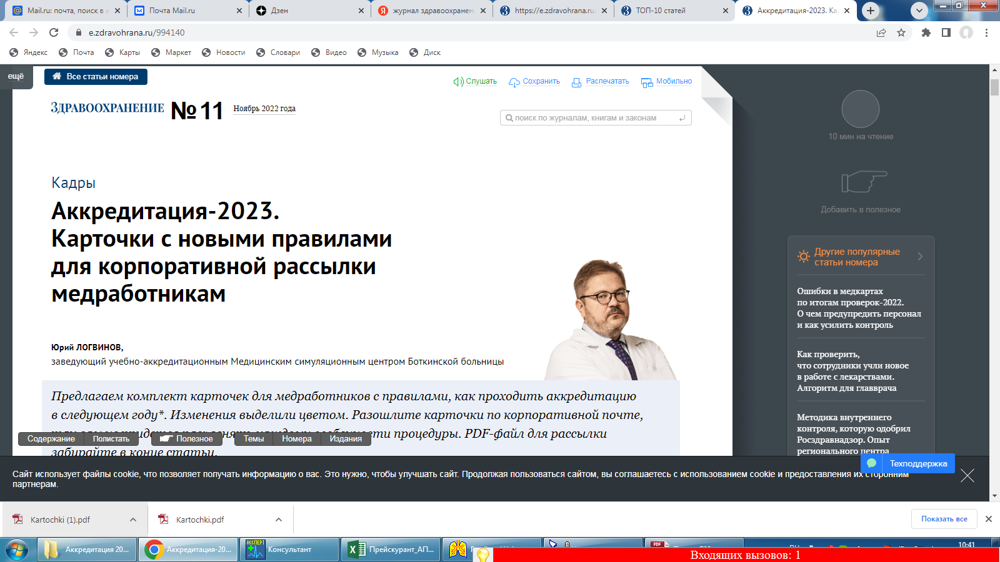 Mail.ru: почта, поиск в и
Почта Mail.ru
Дзен
журнал здравоохранен
https://e.zdravohrana.ru
ТОП-10 статей
Аккредитация-2023. Ка
e.zdravohrana.ru/994140
Яндекс
Почта
Карты
Маркет
Новости
Словари
Видео
Музыка
Диск
ещё
Все статьи номера
Слушать
Сохранить
Распечатать
Мобильно
ЗДРАВООХРАНЕНИЕ
№ 11
Ноябрь 2022 года
поиск по журналам, книгам и законам
10 мин на чтение
Добавить в полезное
Кадры
Аккредитация-2023.
Карточки с новыми правилами
для корпоративной рассылки
медработникам
Юрий ЛОГВИНОВ,
заведующий учебно-аккредитационным Медицинским симуляционным центром Боткинской больницы
Предлагаем комплект карточек для медработников с правилами, как проходить аккредитацию
в следующем году*. Изменения выделили цветом. Разошлите карточки по корпоративной почте,
процедуры. PDF-файл для рассылки
забирайте в конце статьи.
Другие популярные
статьи номера
Ошибки в медкартах
по итогам проверок-2022.
О чем предупредить персонал
и как усилить контроль
Как проверить,
что сотрудники учли новое
в работе с лекарствами.
Алгоритм для главврача
Методика внутреннего
контроля, которую одобрил
Росздравнадзор. Опыт
регионального центра
Содержание
Полистать
Полезное
Темы
Номера
Издания
Техподдержка
Сайт использует файлы cookie, что позволяет получать информацию о вас. Это нужно, чтобы улучшать сайт. Продолжая пользоваться сайтом, вы соглашаетесь с использованием cookie и предоставления их сторонним
партнерам.
Kartochki (1).pdf
Kartochki.pdf
Показать все
Аккредитация 20...
Аккредитация-20...
ЭКСПЕРТ
Консультант
Прейскурант_АП...
PDF
10:41
Входящих вызовов: 1